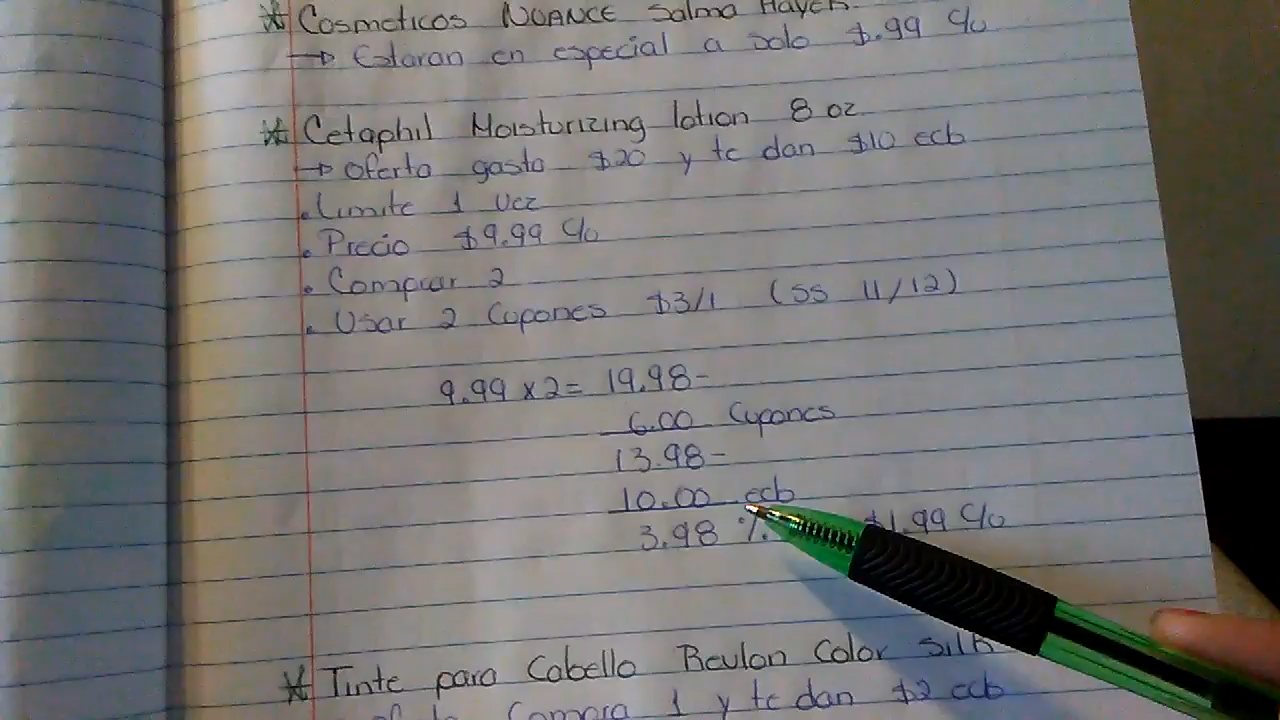 * Cosmeticos NUANCE Salma Hayek.
→ Estaran en especial a solo $.99 c/u
* Cetaphil Moisturizing lotion 8 oz
→ oferta gasta $20 y te dan $10 ecb
. Limite 1 vez
. Precio $9.99 c/u
. Comprar 2
. Usar 2 Cupones $3/1 (SS 11/12)
9.99 x 2 = 19.98-
6.00 Cupones
13.98-
10.00 ecb
3.98 $1.99 c/u
* Tinte para Cabello Revlon Color Silk
Compra 1 y te dan $2 ecb